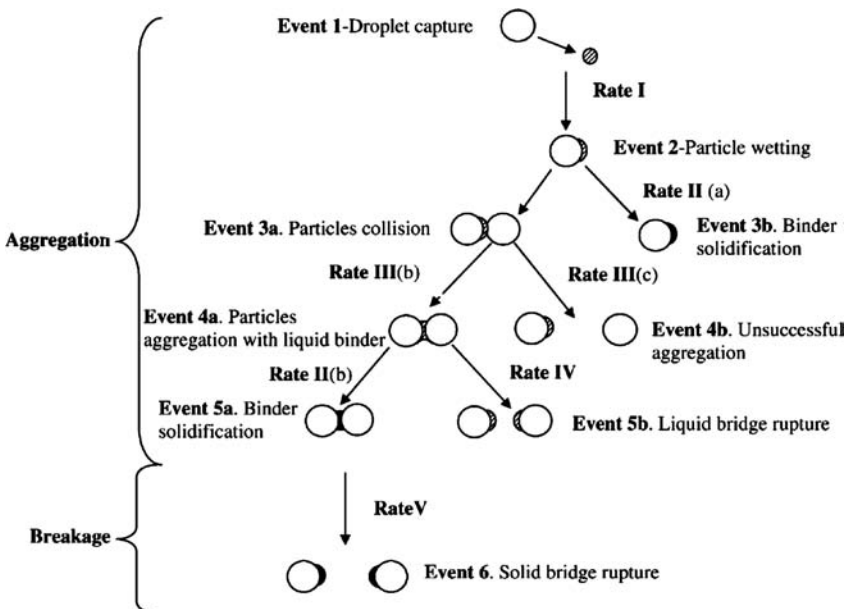 Event 1-Droplet capture
Rate I
Event 2-Particle wetting
Rate II (a)
Event 3a. Particles collision
Event 3b. Binder
solidification
Aggregation
Rate III(b)
Rate III(c)
Event 4a. Particles
aggregation with liquid binder
Event 4b. Unsuccessful
aggregation
Rate II(b)
Rate IV
Event 5a. Binder
solidification
Event 5b. Liquid bridge rupture
RateV
Breakage
Event 6. Solid bridge rupture